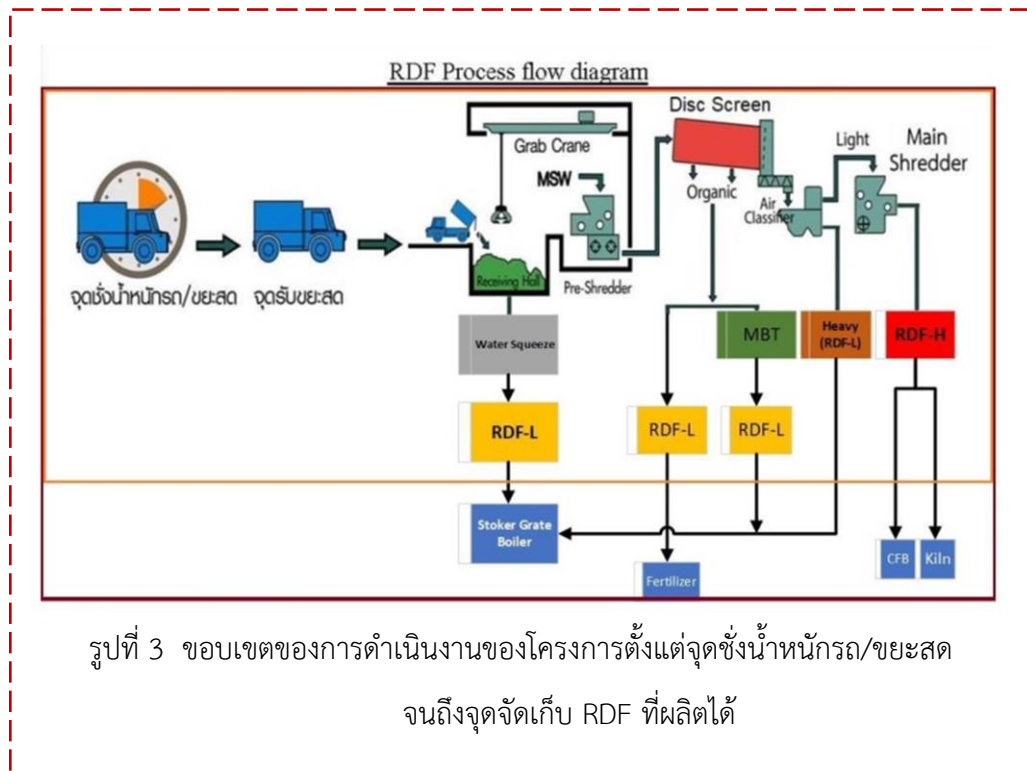 RDF Process flow diagram
Disc Screen
Light
Main
Shredder
Grab Crane
MSW
Organic
Air
Classifier
Receiving Hall
Pre-Shredder
จุดชั่งน้ำหนักรถ/ขยะสด
จุดรับขยะสด
Water Squeeze
MBT
Heavy
(RDF-L)
RDF-H
RDF-L
RDF-L
RDF-L
Stoker Grate
Boiler
Fertilizer
CFB
Kiln
รูปที่ 3 ขอบเขตของการดำเนินงานของโครงการตั้งแต่จุดชั่งน้ำหนักรถ/ขยะสด
จนถึงจุดจัดเก็บ RDF ที่ผลิตได้